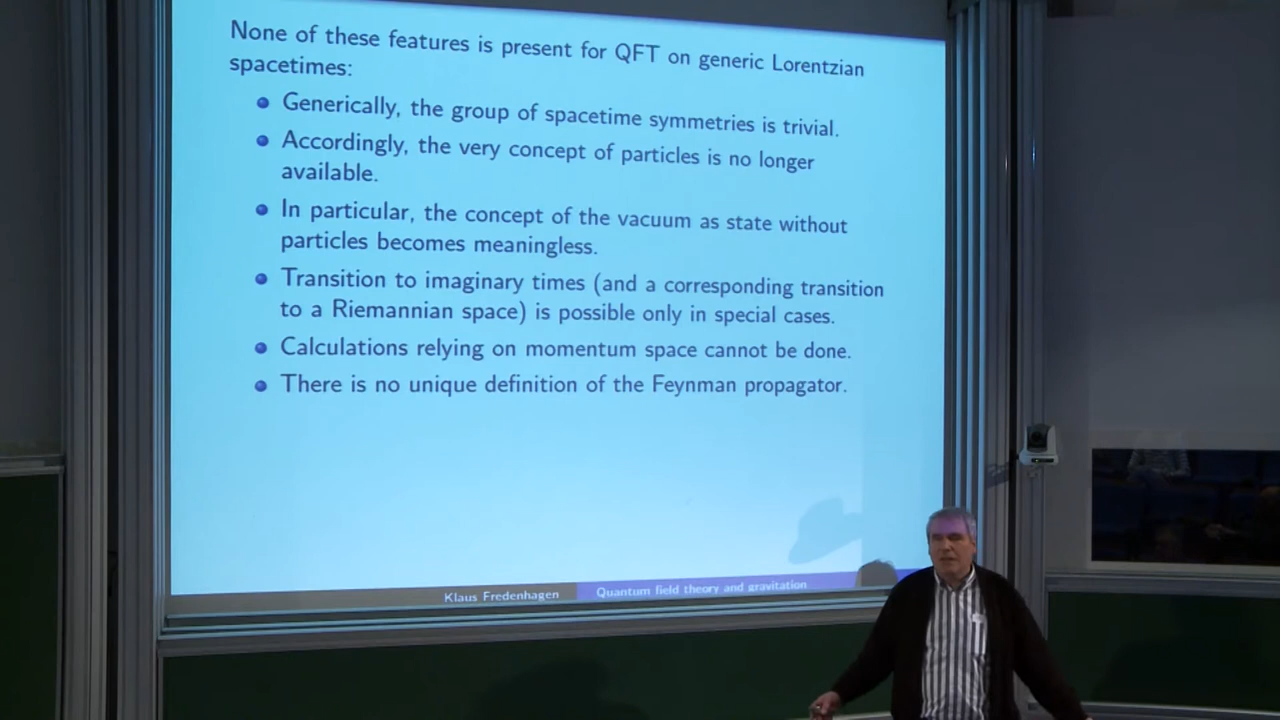 None of these features is present for QFT on generic Lorentzian
spacetimes:
Generically, the group of spacetime symmetries is trivial.
Accordingly, the very concept of particles is no longer
available.
In particular, the concept of the vacuum as state without
particles becomes meaningless.
Transition to imaginary times (and a corresponding transition
to a Riemannian space) is possible only in special cases.
Calculations relying on momentum space cannot be done.
There is no unique definition of the Feynman propagator.
Klaus Fredenhagen
Quantum field theory and gravitation